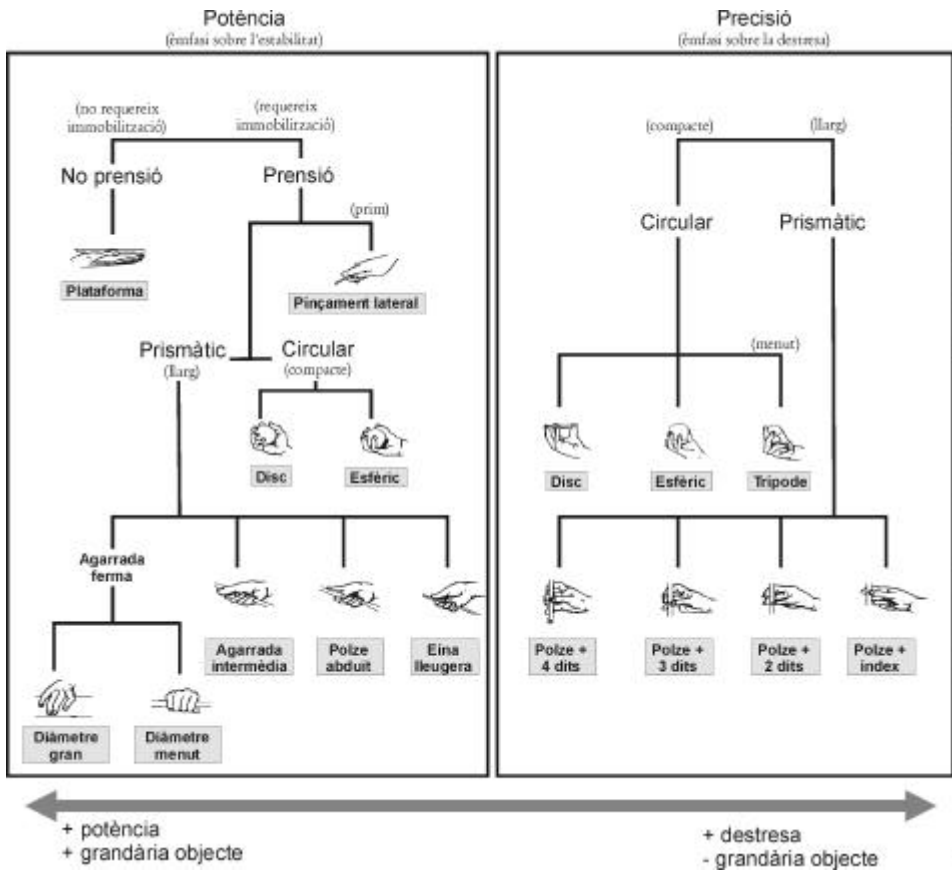 Potència
(èmfasi sobre l'estabilitat)
Precisió
(èmfasi sobre la destresa)
(no requereix
immobilització)
(requereix
immobilització)
No prensió
Prensió
(prim)
Plataforma
Pinçament lateral
Prismàtic
(llarg)
Circular
(compacte)
Disc
Esfèric
Agarrada
ferma
Agarrada
intermèdia
Polze
abduit
Eina
lleugera
Diàmetre
gran
Diàmetre
menut
(compacte)
(llarg)
Circular
Prismàtic
(menut)
Disc
Esfèric
Tripode
Polze +
4 dits
Polze +
3 dits
Polze +
2 dits
Polze +
index
+ potència
+ grandària objecte
+ destresa
- grandària objecte